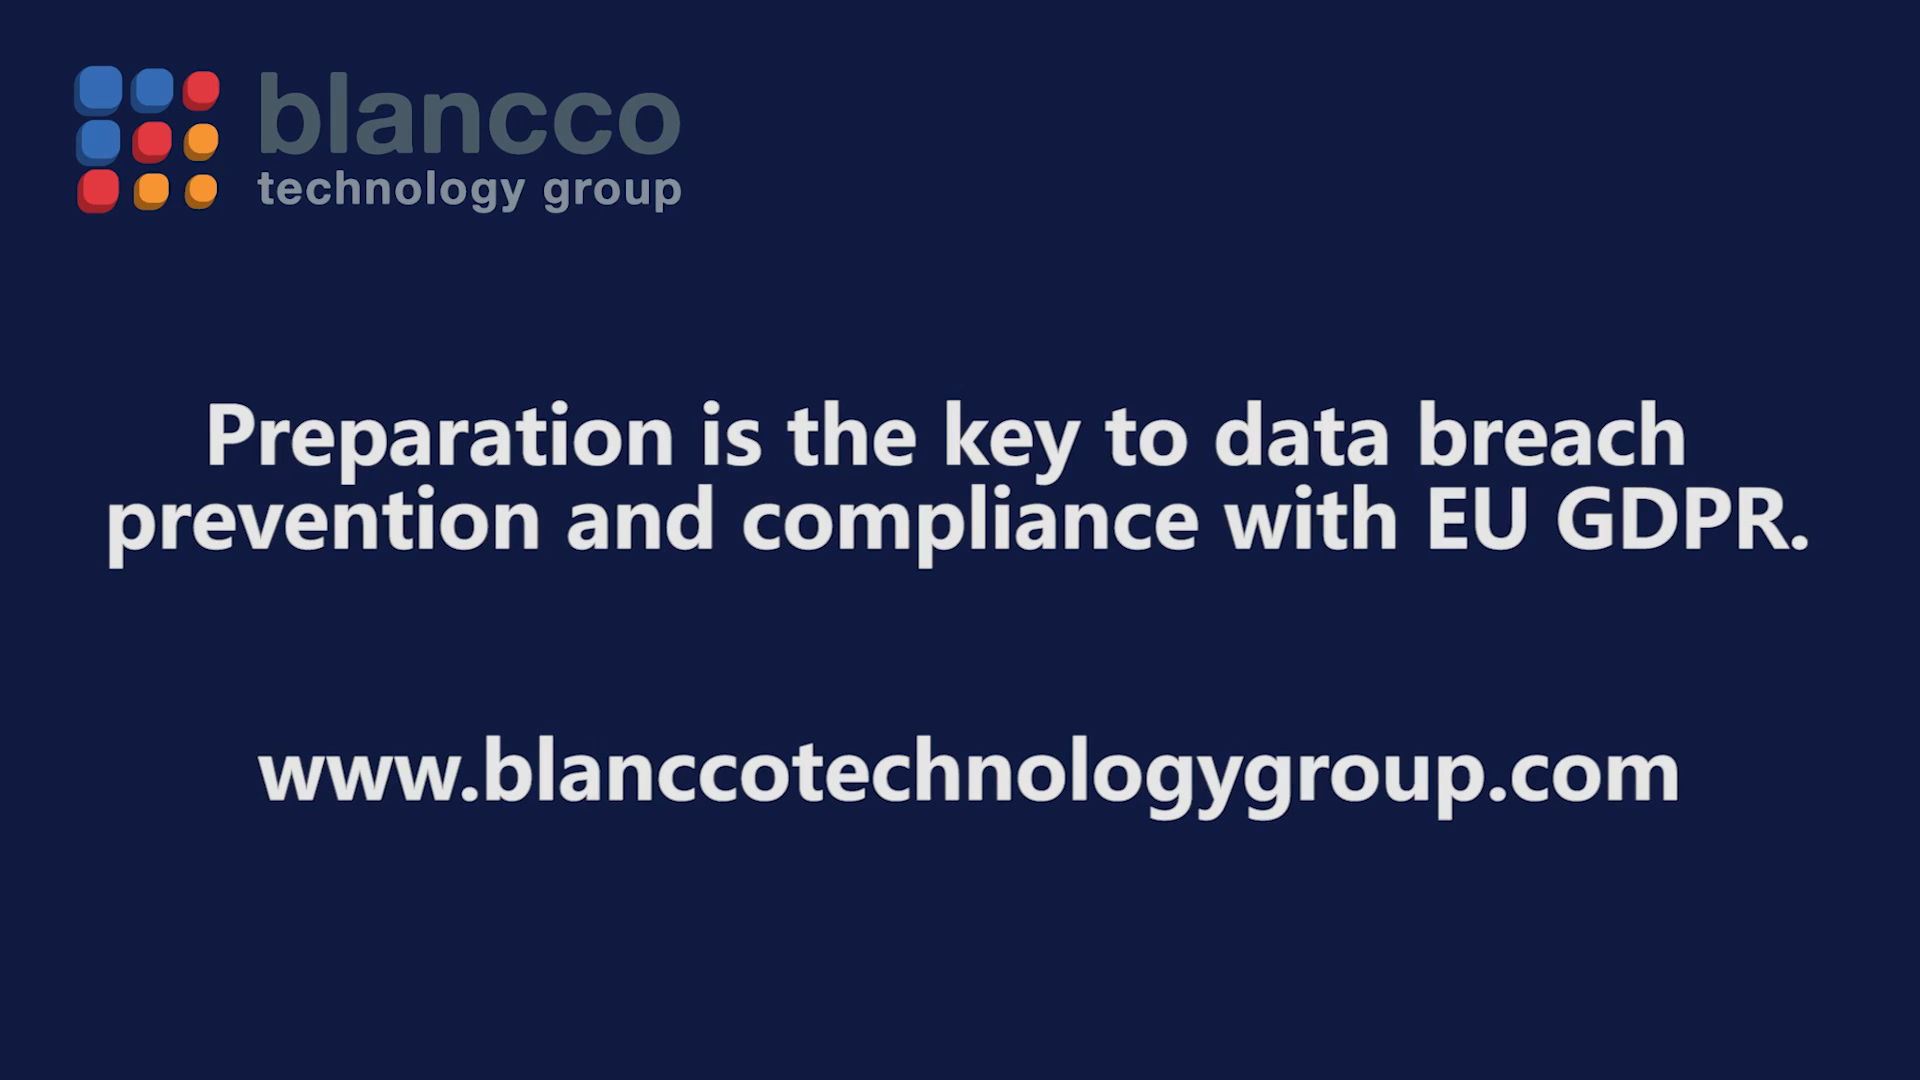 blancco
technology group
Preparation is the key to data breach
prevention and compliance with EU GDPR.
www.blanccotechnologygroup.com